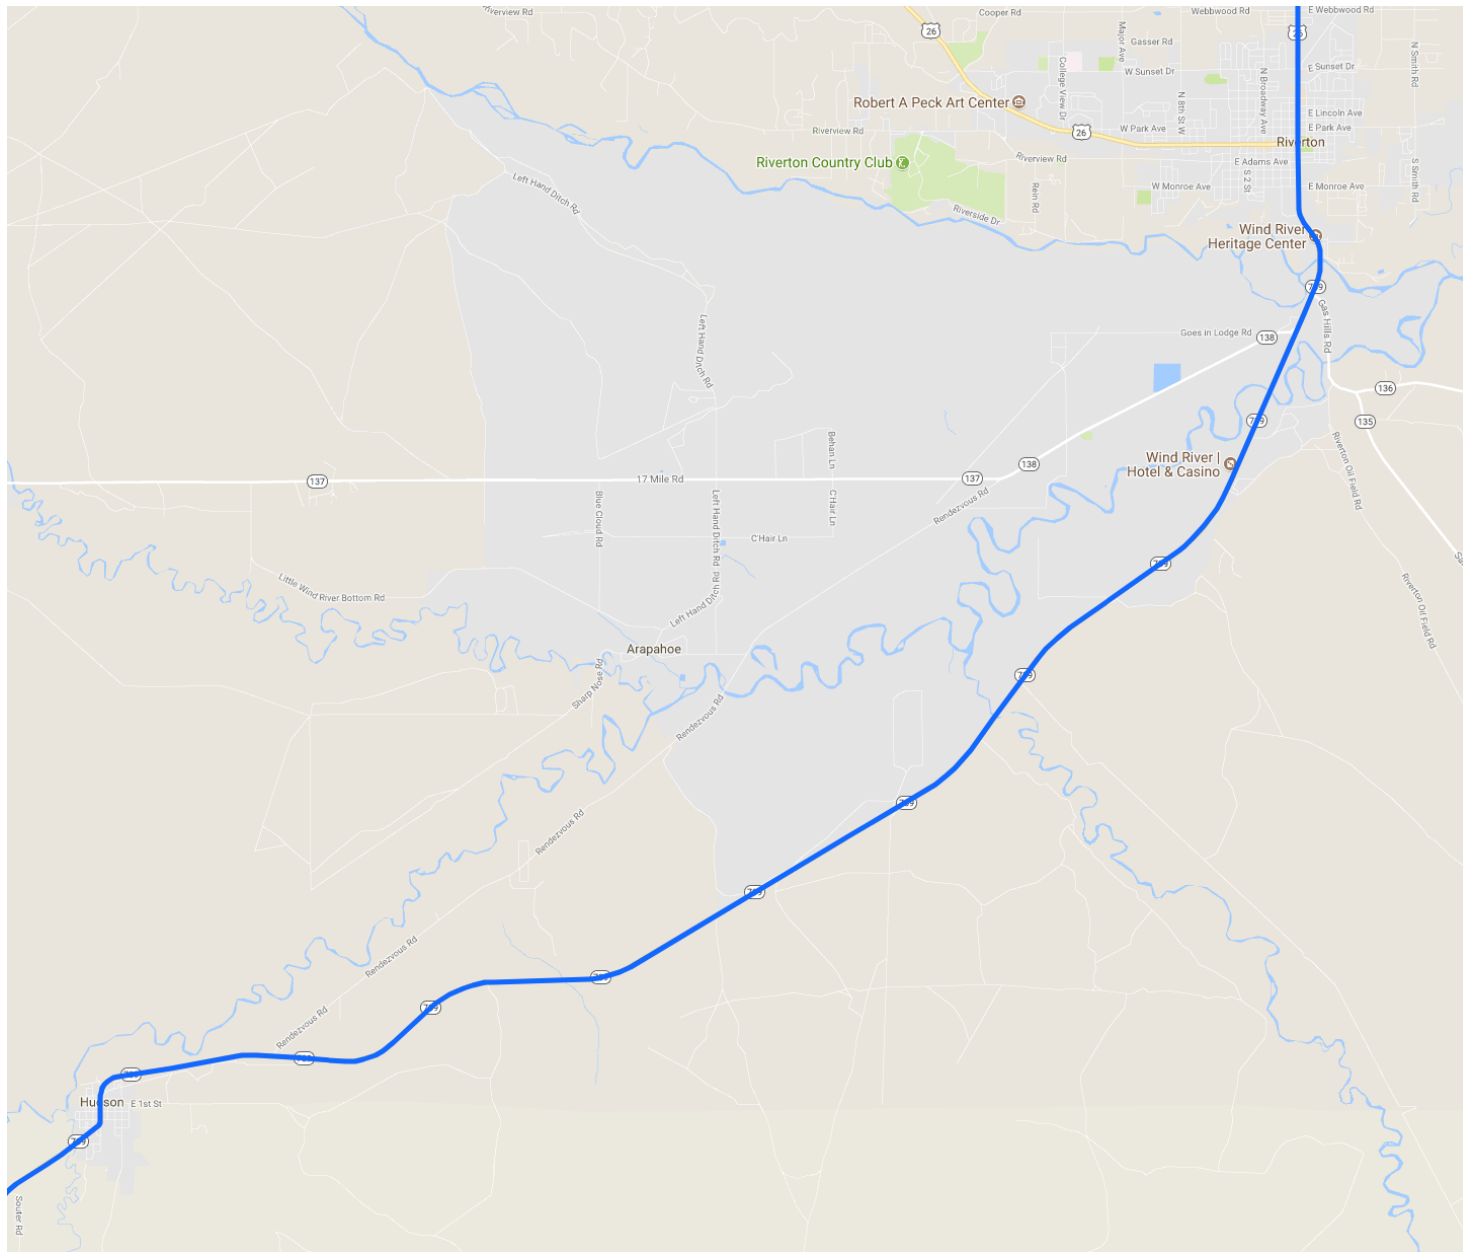 Riverview Rd
Cooper Rd
Webbwood Rd
E Webbwood Rd
26
26
Major Ave
Gasser Rd
N Smith Rd
College View Dr
W Sunset Dr
E Sunset Dr
N Broadway Ave
N 8th St W
Robert A Peck Art Center
E Lincoln Ave
Riverview Rd
26
W Park Ave
E Park Ave
Riverton
Riverton Country Club
Riverview Rd
E Adams Ave
S 2 St
S Smith Rd
Left Hand Ditch Rd
Rein Rd
W Monroe Ave
E Monroe Ave
Riverside Dr
Wind River
Heritage Center
789
Left Hand Ditch Rd
Goes in Lodge Rd
138
Gas Hills Rd
136
789
135
Behan Ln
Wind River |
Hotel & Casino
138
Riverton Oil Field Rd
137
17 Mile Rd
137
Blue Cloud Rd
Left Hand Ditch Rd
C'Hair Ln
Rendezvous Rd
C'Hair Ln
789
Little Wind River Bottom Rd
Left Hand Ditch Rd
Riverton Oil Field Rd
Arapahoe
Sharp Nose Rd
789
Rendezvous Rd
789
Rendezvous Rd
789
Rendezvous Rd
789
789
Rendezvous Rd
789
789
Hudson
E 1st St
789
Souter Rd